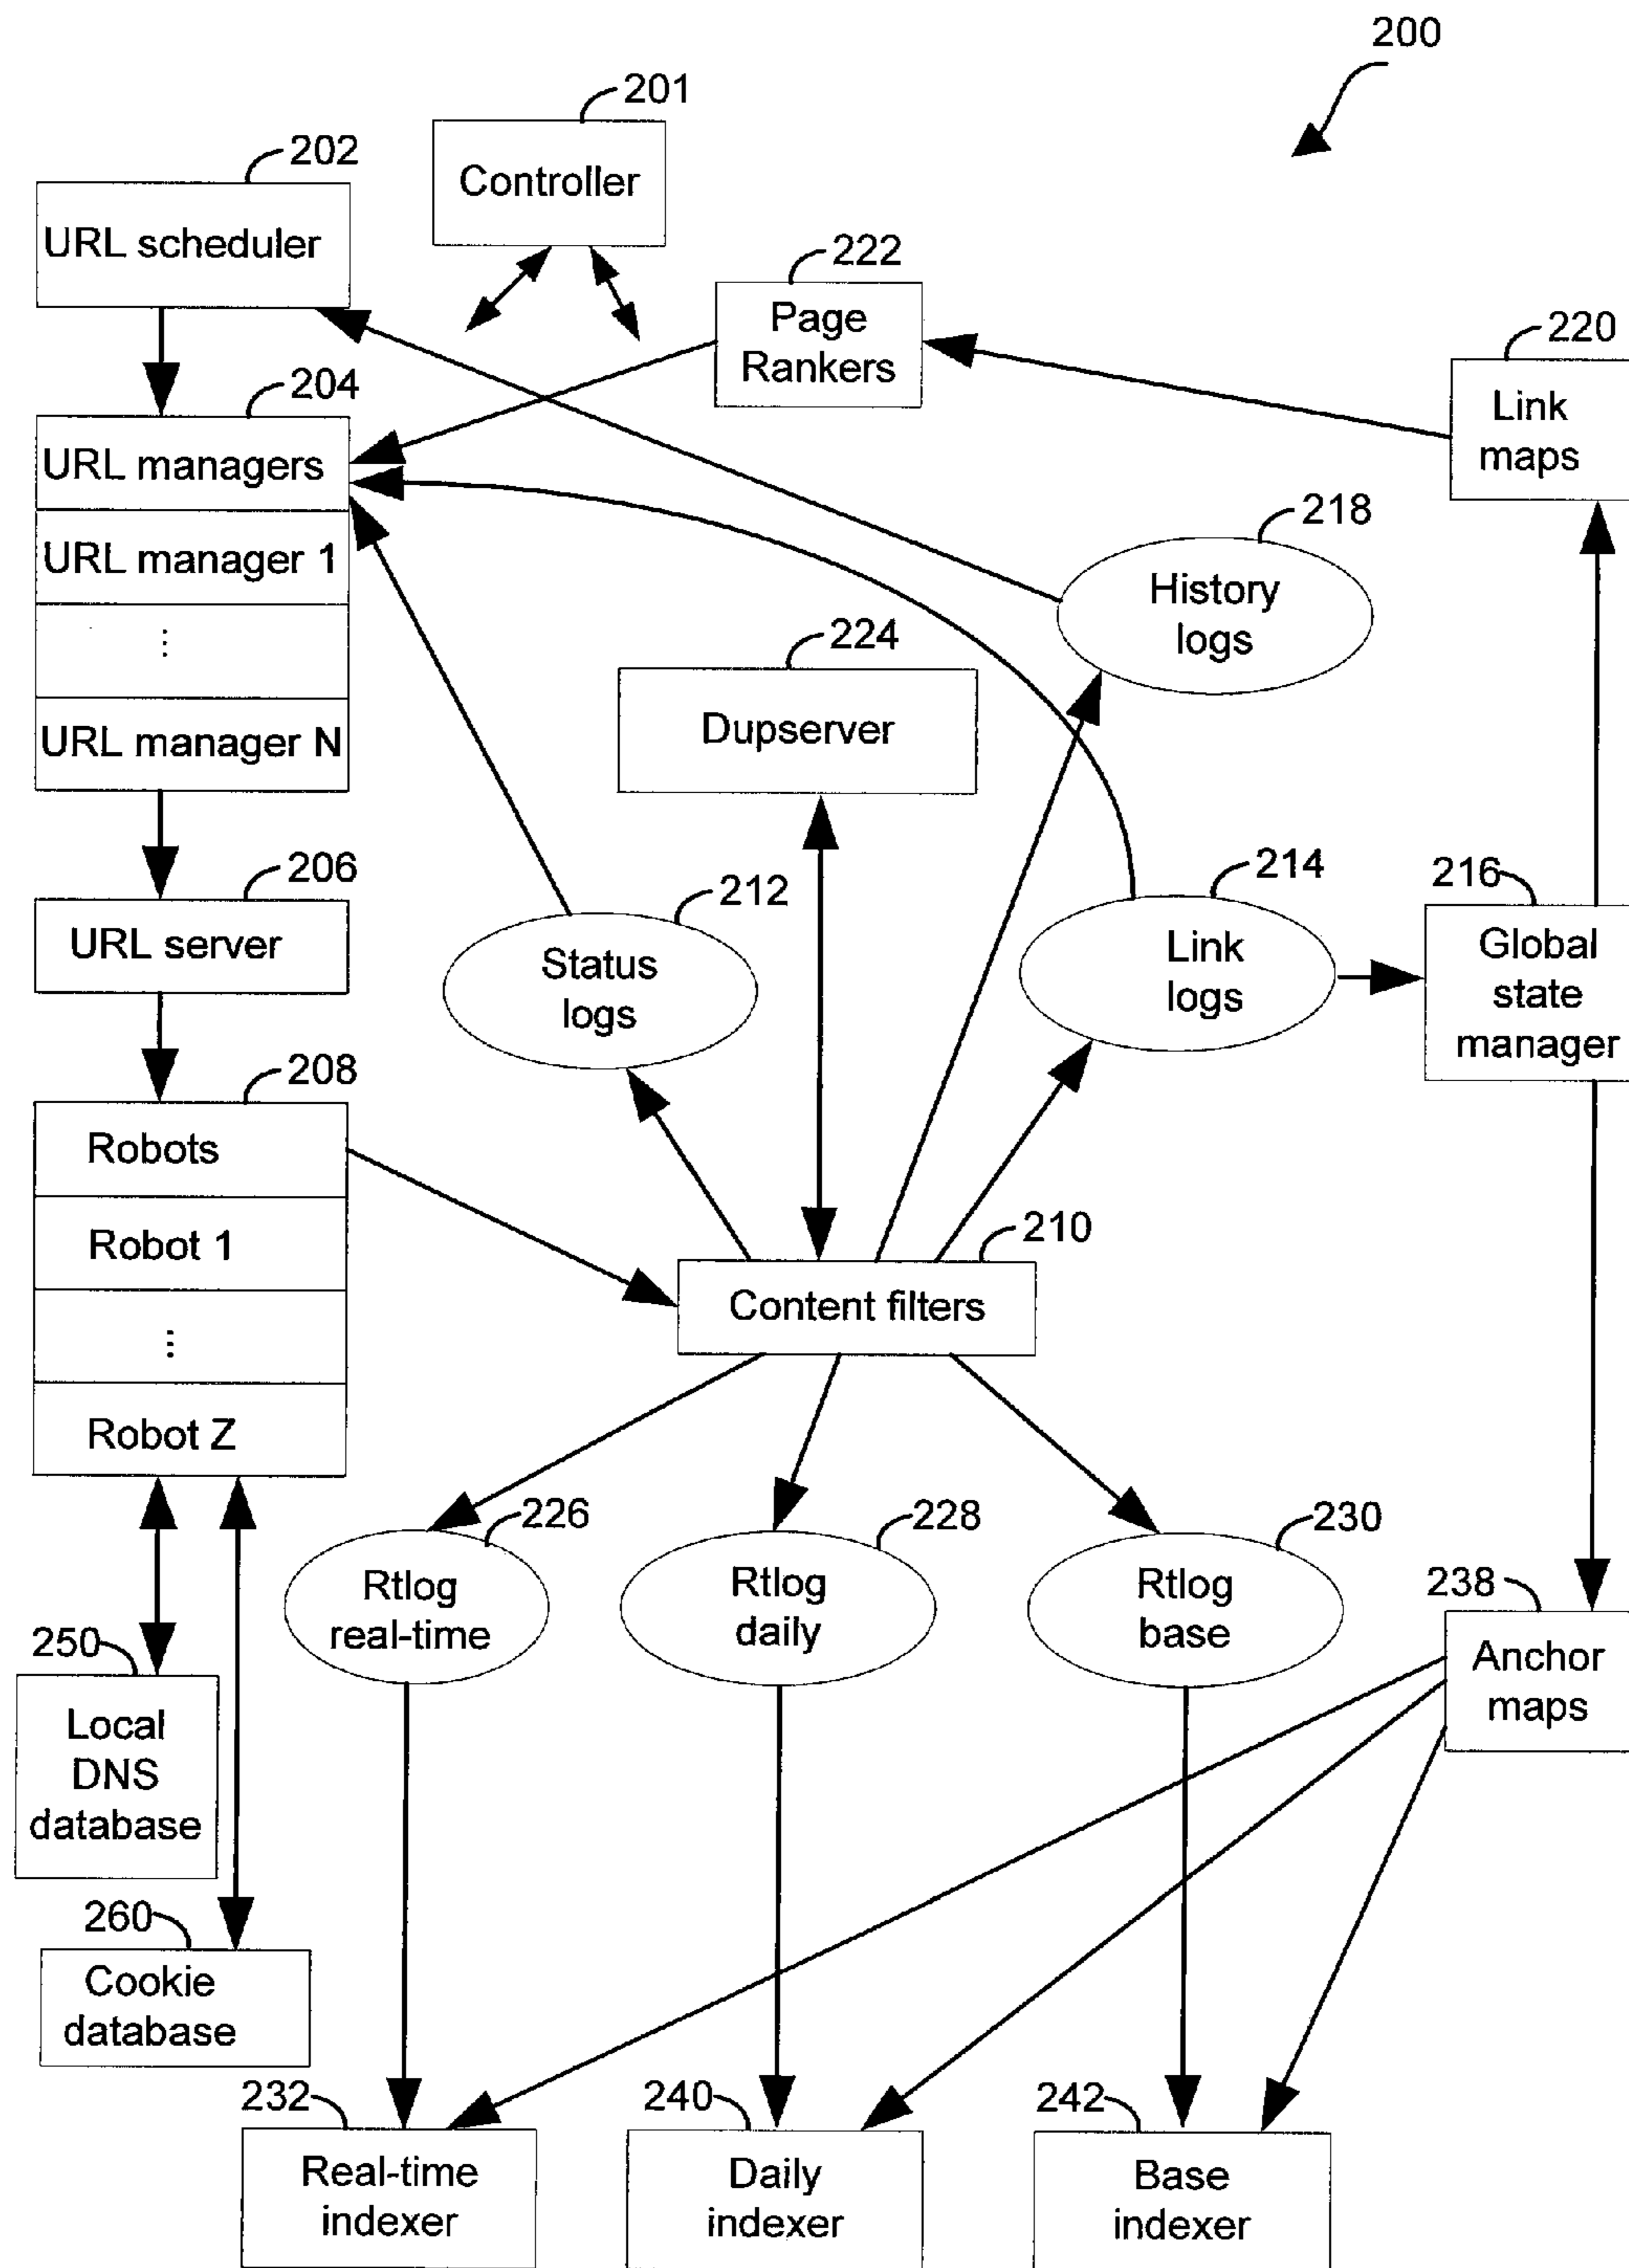 200
201
Controller
202
URL scheduler
222
Page
Rankers
220
Link
maps
204
URL managers
URL manager 1
...
URL manager N
218
History
logs
224
Dupserver
206
URL server
212
Status
logs
214
Link
logs
216
Global
state
manager
208
Robots
Robot 1
...
Robot Z
210
Content filters
226
Rtlog
real-time
228
Rtlog
daily
230
Rtlog
base
238
Anchor
maps
250
Local
DNS
database
260
Cookie
database
232
Real-time
indexer
240
Daily
indexer
242
Base
indexer